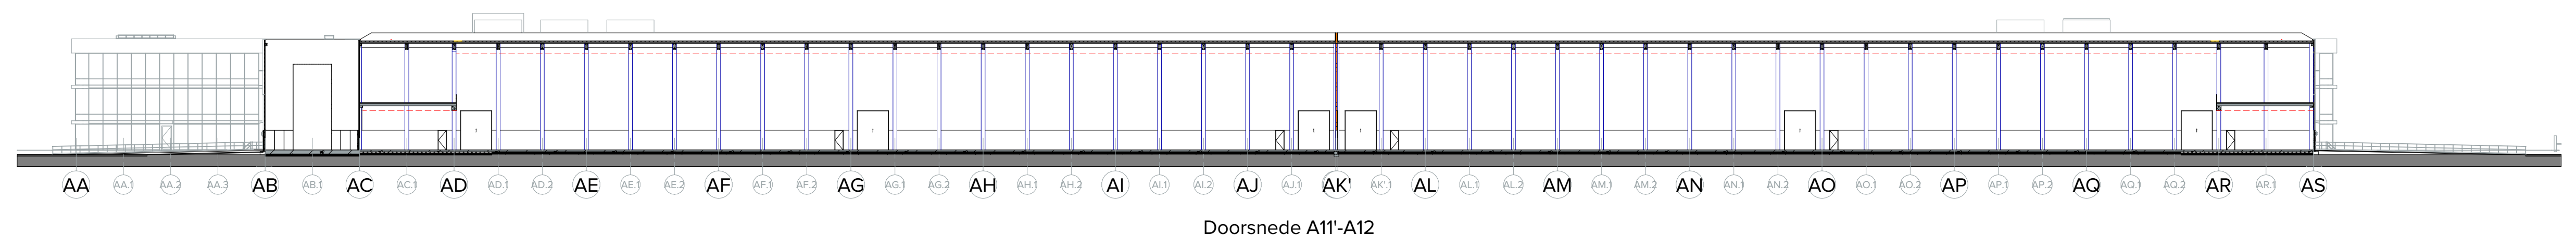 AA AA.1 AA.2 AA.3 AB AB.1 AC AC.1 AD AD.1 AD.2 AE AE.1 AE.2 AF AF.1 AF.2 AG AG.1 AG.2 AH AH.1 AH.2 AI AI.1 AI.2 AJ AJ.1 AK' AK'.1 AL AL.1 AL.2 AM AM.1 AM.2 AN AN.1 AN.2 AO AO.1 AO.2 AP AP.1 AP.2 AQ AQ.1 AQ.2 AR AR.1 AS
Doorsnede A11'-A12